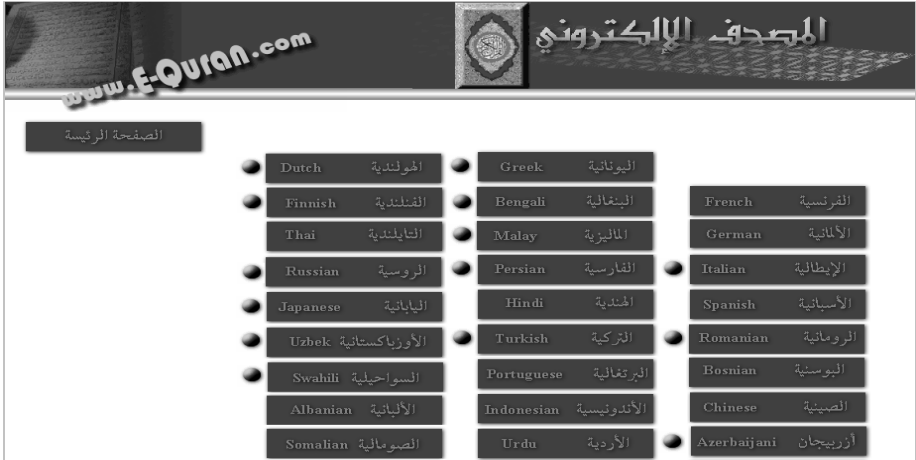 www.E-Quran.com
المصحف الإلكتروني
الصفحة الرئيسة
Dutch الهولندية
Greek اليونانية
Finnish الفنلندية
Bengali البنغالية
French الفرنسية
Thai التايلندية
Malay الماليزية
German الألمانية
Russian الروسية
Persian الفارسية
Italian الإيطالية
Japanese اليابانية
Hindi الهندية
Spanish الأسبانية
Uzbek الأوزباكستانية
Turkish التركية
Romanian الرومانية
Swahili السواحيلية
Portuguese البرتغالية
Bosnian البوسنية
Albanian الألبانية
Indonesian الأندونيسية
Chinese الصينية
Somalian الصومالية
Urdu الأردية
Azerbaijani أزربيجان